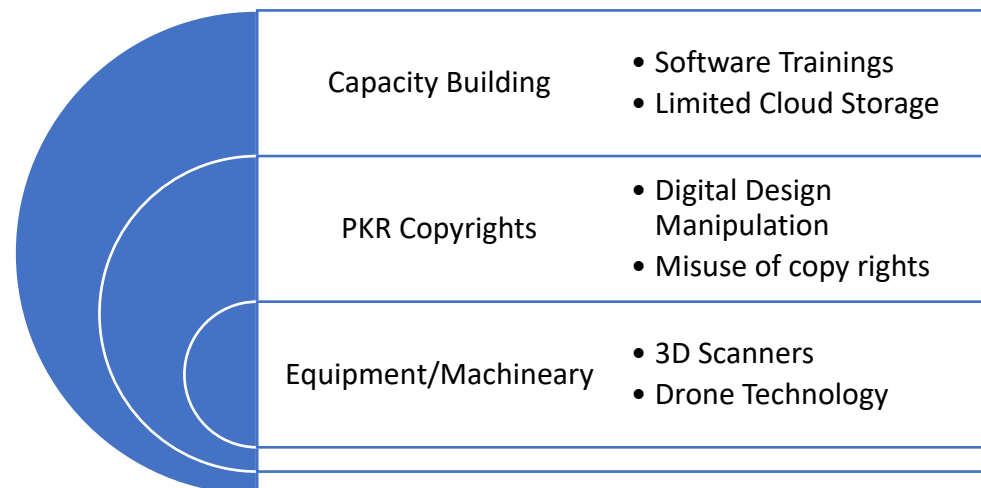 Capacity Building
• Software Trainings
• Limited Cloud Storage
PKR Copyrights
• Digital Design
Manipulation
• Misuse of copy rights
Equipment/Machineary
• 3D Scanners
• Drone Technology